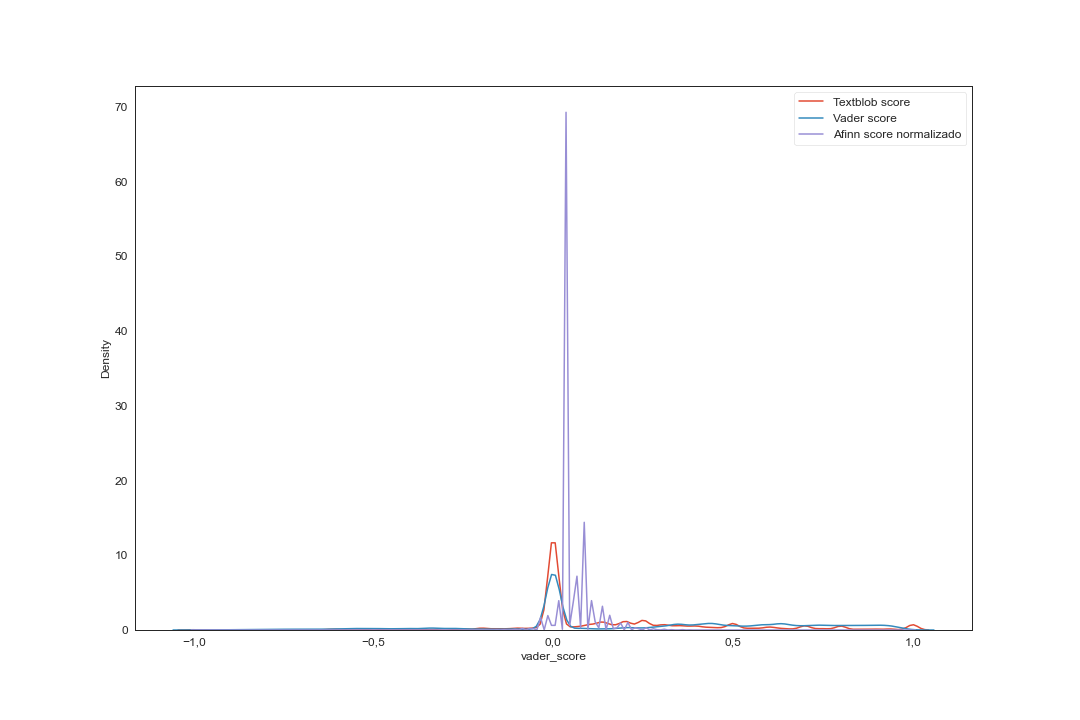 Textblob score
Vader score
Afinn score normalizado
Density
70
60
50
40
30
20
10
0
−1,0
−0,5
0,0
0,5
1,0
vader_score